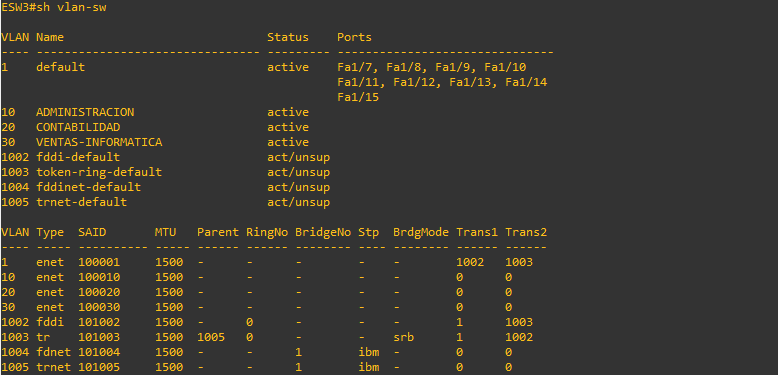 ESW3#sh vlan-sw
VLAN Name                             Status    Ports
---- -------------------------------- --------- -------------------------------
1    default                          active    Fa1/7, Fa1/8, Fa1/9, Fa1/10
                                                Fa1/11, Fa1/12, Fa1/13, Fa1/14
                                                Fa1/15
10   ADMINISTRACION                   active
20   CONTABILIDAD                     active
30   VENTAS-INFORMATICA               active
1002 fddi-default                     act/unsup
1003 token-ring-default               act/unsup
1004 fddinet-default                  act/unsup
1005 trnet-default                    act/unsup
VLAN Type  SAID       MTU   Parent RingNo BridgeNo Stp  BrdgMode Trans1 Trans2
---- ----- ---------- ----- ------ ------ -------- ---- -------- ------ ------
1    enet  100001     1500  -      -      -        -    -        1002   1003
10   enet  100010     1500  -      -      -        -    -        0      0
20   enet  100020     1500  -      -      -        -    -        0      0
30   enet  100030     1500  -      -      -        -    -        0      0
1002 fddi  101002     1500  -      0      -        -    -        1      1003
1003 tr    101003     1500  1005   0      -        -    srb      1      1002
1004 fdnet 101004     1500  -      -      1        ibm  -        0      0
1005 trnet 101005     1500  -      -      1        ibm  -        0      0